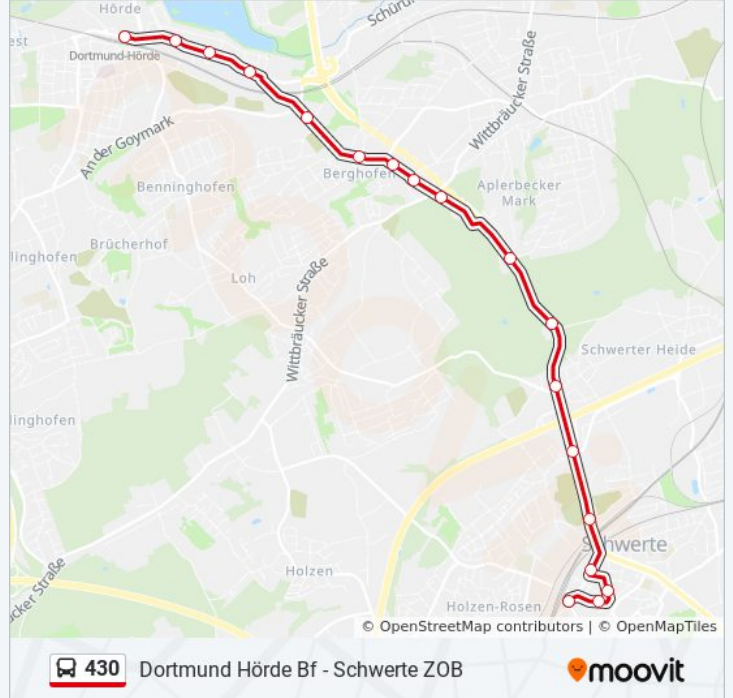 Hörde
Schürufer
est
Dortmund-Hörde
Wittbräucker Straße
An der Goymark
Berghofen
Benninghofen
Aplerbecker
Mark
Brücherhof
linghofen
Loh
Wittbräucker Straße
Schwerter Heide
linghofen
Schwerte
Holzen
ucker Straße
Holzen-Rosen
© OpenStreetMap contributors | © OpenMapTiles
430 Dortmund Hörde Bf - Schwerte ZOB
moovit